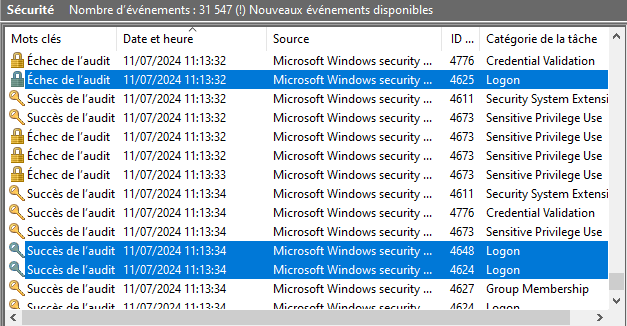 Sécurité Nombre d'événements : 31 547 (!) Nouveaux événements disponibles
Mots clés Date et heure Source ID ... Catégorie de la tâche
Échec de l'audit 11/07/2024 11:13:32 Microsoft Windows security ... 4776 Credential Validation
Échec de l'audit 11/07/2024 11:13:32 Microsoft Windows security ... 4625 Logon
Succès de l'audit 11/07/2024 11:13:32 Microsoft Windows security ... 4611 Security System Extensi
Succès de l'audit 11/07/2024 11:13:32 Microsoft Windows security ... 4673 Sensitive Privilege Use
Échec de l'audit 11/07/2024 11:13:32 Microsoft Windows security ... 4673 Sensitive Privilege Use
Échec de l'audit 11/07/2024 11:13:32 Microsoft Windows security ... 4673 Sensitive Privilege Use
Échec de l'audit 11/07/2024 11:13:33 Microsoft Windows security ... 4673 Sensitive Privilege Use
Succès de l'audit 11/07/2024 11:13:34 Microsoft Windows security ... 4611 Security System Extensi
Succès de l'audit 11/07/2024 11:13:34 Microsoft Windows security ... 4776 Credential Validation
Succès de l'audit 11/07/2024 11:13:34 Microsoft Windows security ... 4673 Sensitive Privilege Use
Succès de l'audit 11/07/2024 11:13:34 Microsoft Windows security ... 4648 Logon
Succès de l'audit 11/07/2024 11:13:34 Microsoft Windows security ... 4624 Logon
Succès de l'audit 11/07/2024 11:13:34 Microsoft Windows security ... 4627 Group Membership
Succès de l'audit 11/07/2024 11:13:34 Microsoft Windows security 4624 Logon